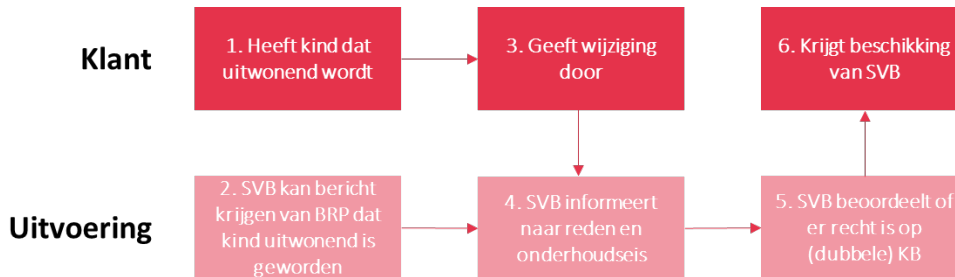 Klant
1. Heeft kind dat
uitwonend wordt
3. Geeft wijziging
door
6. Krijgt beschikking
van SVB
Uitvoering
2. SVB kan bericht
krijgen van BRP dat
kind uitwonend is
geworden
4. SVB informeert
naar reden en
onderhoudseis
5. SVB beoordeelt of
er recht is op
(dubbele) KB